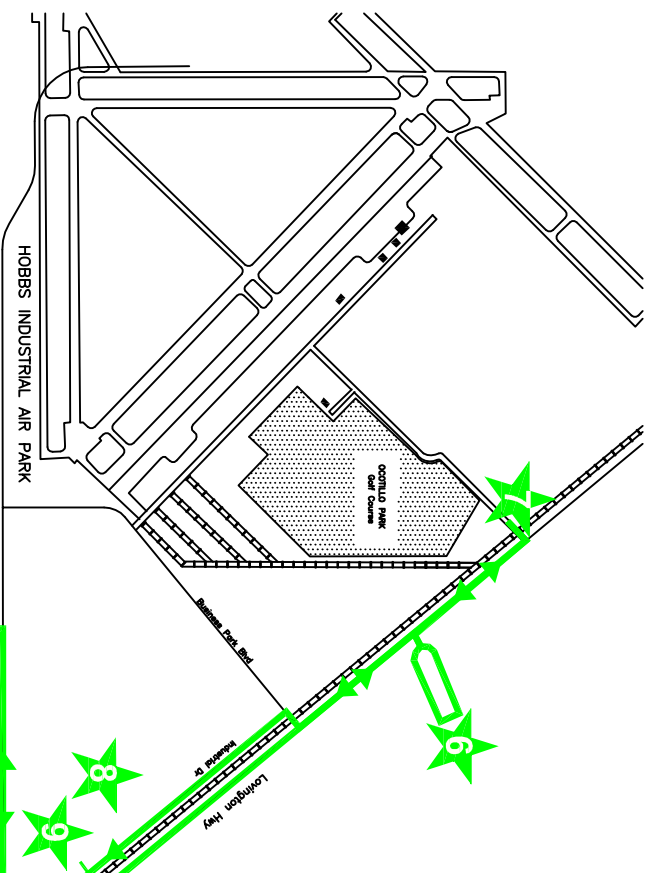 HOBBS INDUSTRIAL AIR PARK
OCOTILLO PARK
Golf Course
7
Business Park Blvd
6
Industrial Dr
Lovington Hwy
8
9